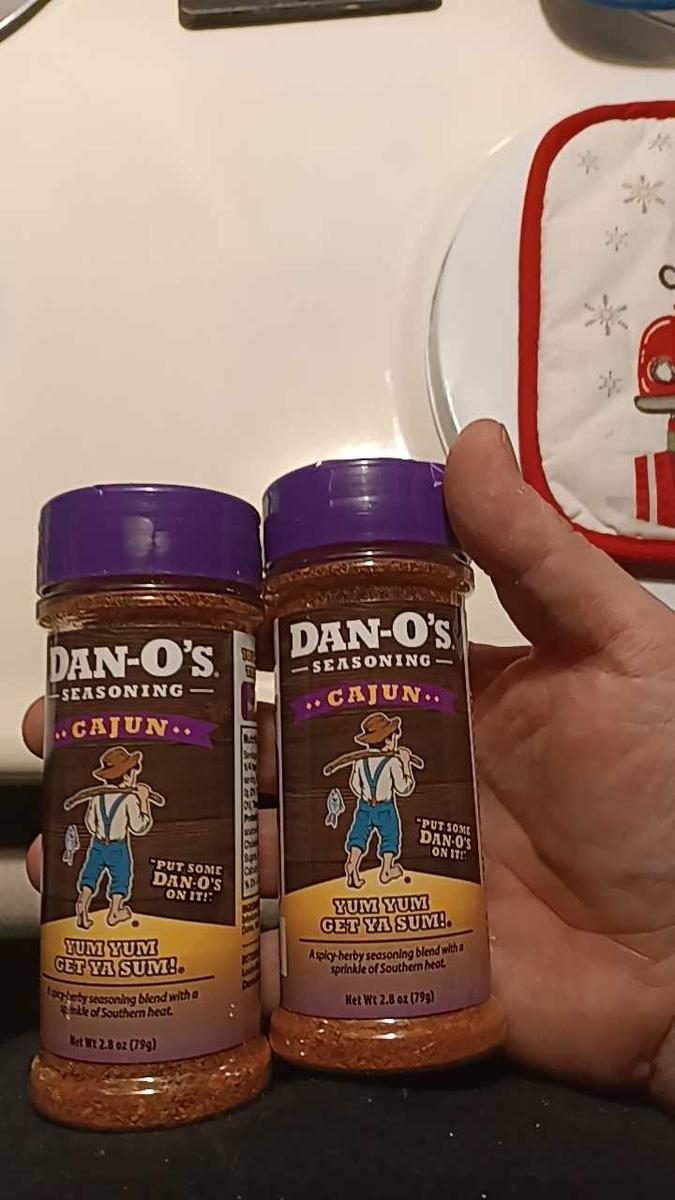 DAN-O'S
SEASONING
CAJUN
"PUT SOME
DAN-O'S
ON IT!"
YUM YUM
GET YA SUM!®
A spicy-herby seasoning blend with a
sprinkle of Southern heat.
Net Wt 2.8 oz (79g)
DAN-O'S
SEASONING
CAJUN
"PUT SOME
DAN-O'S
ON IT!"
YUM YUM
GET YA SUM!®
A spicy-herby seasoning blend with a
sprinkle of Southern heat.
Net Wt 2.8 oz (79g)